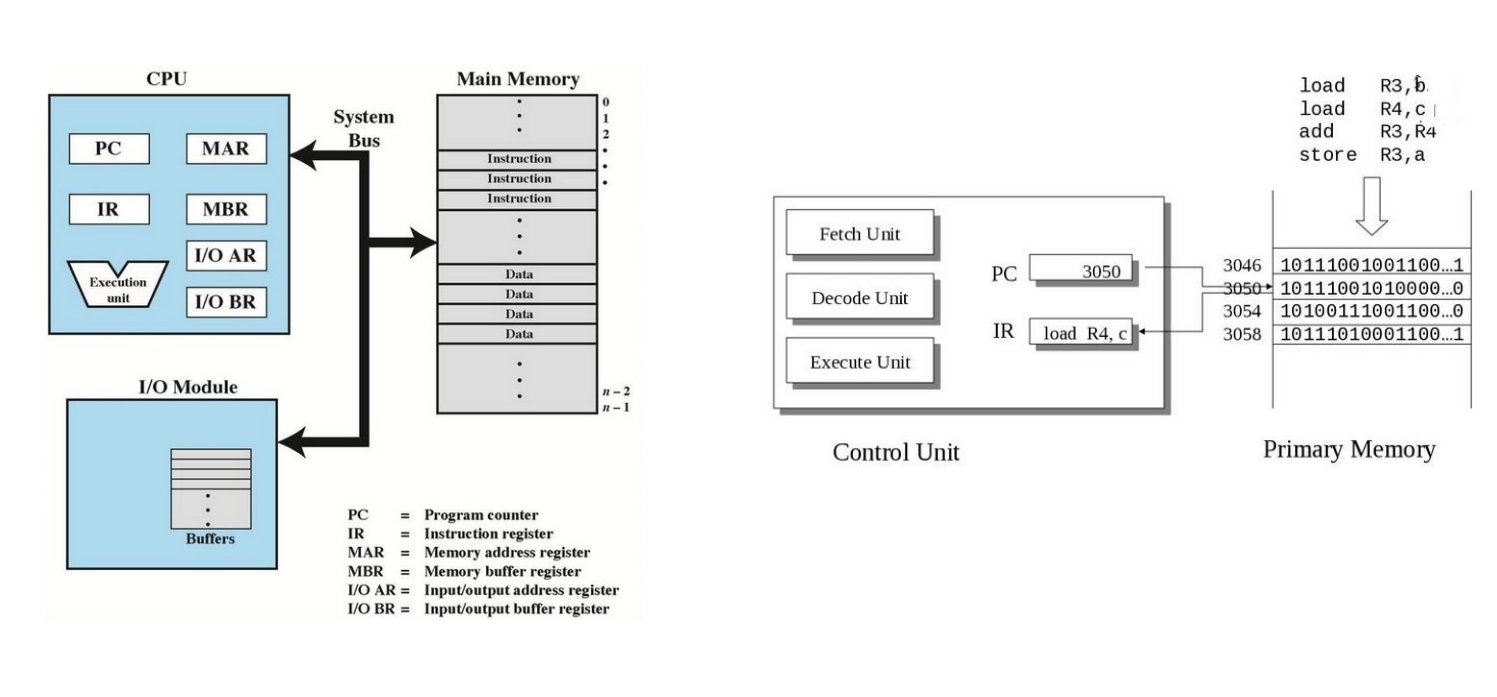 CPU
PC
MAR
IR
MBR
I/O AR
Execution
unit
I/O BR
System
Bus
Main Memory
0
1
2
Instruction
Instruction
Instruction
Data
Data
Data
Data
n – 2
n – 1
I/O Module
Buffers
PC = Program counter
IR = Instruction register
MAR = Memory address register
MBR = Memory buffer register
I/O AR = Input/output address register
I/O BR = Input/output buffer register
load R3,b
load R4,c
add R3,R4
store R3,a
Fetch Unit
Decode Unit
Execute Unit
PC 3050
IR load R4, c
3046 10111001001100…1
3050 10111001010000…0
3054 10100111001100…0
3058 10111010001100…1
Control Unit
Primary Memory